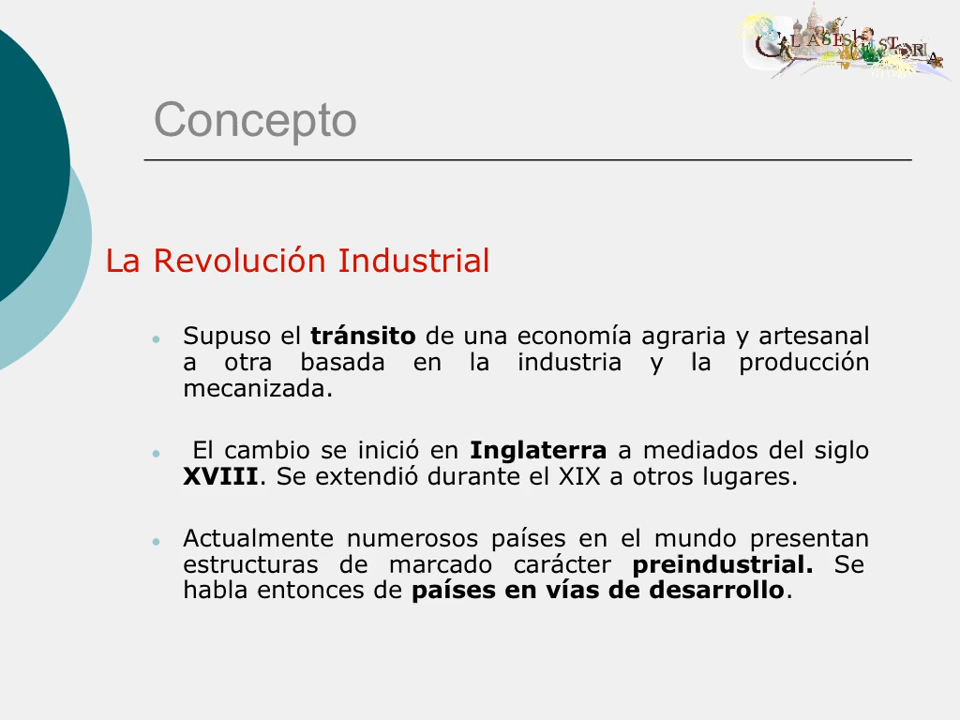 CLASES HISTORIA
Concepto
La Revolución Industrial
Supuso el tránsito de una economía agraria y artesanal
a otra basada en la industria y la producción
mecanizada.
El cambio se inició en Inglaterra a mediados del siglo
XVIII. Se extendió durante el XIX a otros lugares.
Actualmente numerosos países en el mundo presentan
estructuras de marcado carácter preindustrial. Se
habla entonces de países en vías de desarrollo.